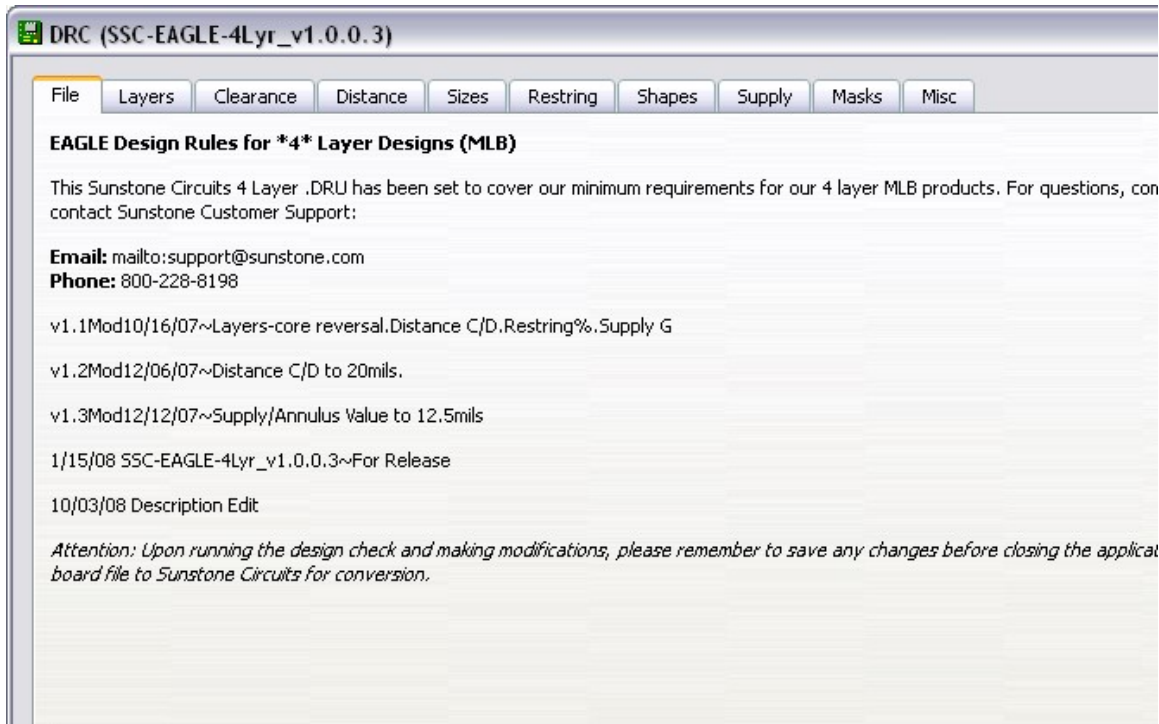 DRC (SSC-EAGLE-4Lyr_v1.0.0.3)
File Layers Clearance Distance Sizes Restring Shapes Supply Masks Misc
EAGLE Design Rules for *4* Layer Designs (MLB)
This Sunstone Circuits 4 Layer .DRU has been set to cover our minimum requirements for our 4 layer MLB products. For questions,
contact Sunstone Customer Support:
Email: mailto:support@sunstone.com
Phone: 800-228-8198
v1.1Mod10/16/07~Layers-core reversal.Distance C/D.Restring%.Supply G
v1.2Mod12/06/07~Distance C/D to 20mils.
v1.3Mod12/12/07~Supply/Annulus Value to 12.5mils
1/15/08 SSC-EAGLE-4Lyr_v1.0.0.3~For Release
10/03/08 Description Edit
Attention: Upon running the design check and making modifications, please remember to save any changes before closing the
board file to Sunstone Circuits for conversion.